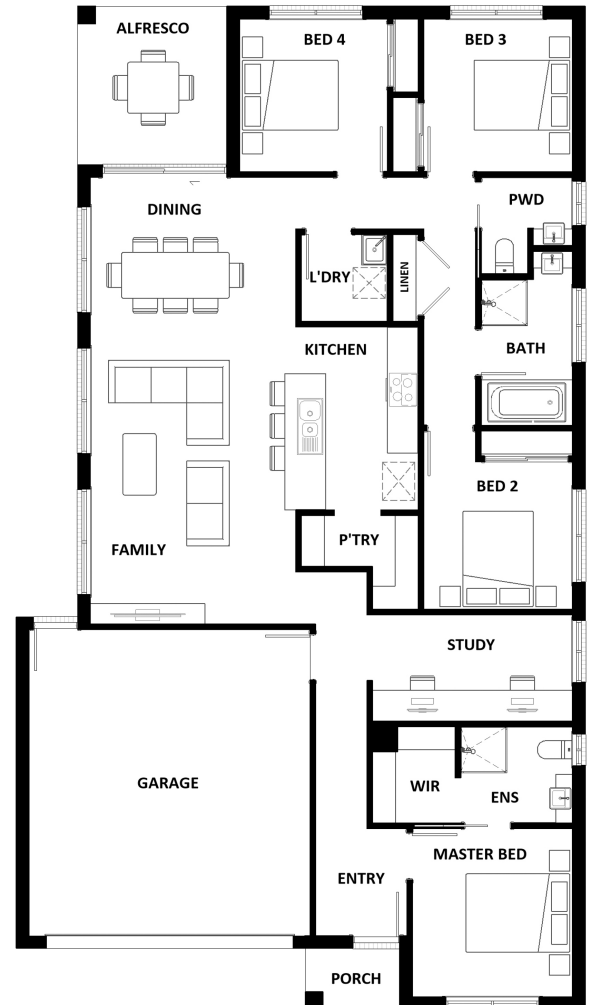 ALFRESCO
BED 4
BED 3
DINING
PWD
L'DRY
LINEN
KITCHEN
BATH
BED 2
P'TRY
FAMILY
STUDY
GARAGE
WIR
ENS
MASTER BED
ENTRY
PORCH